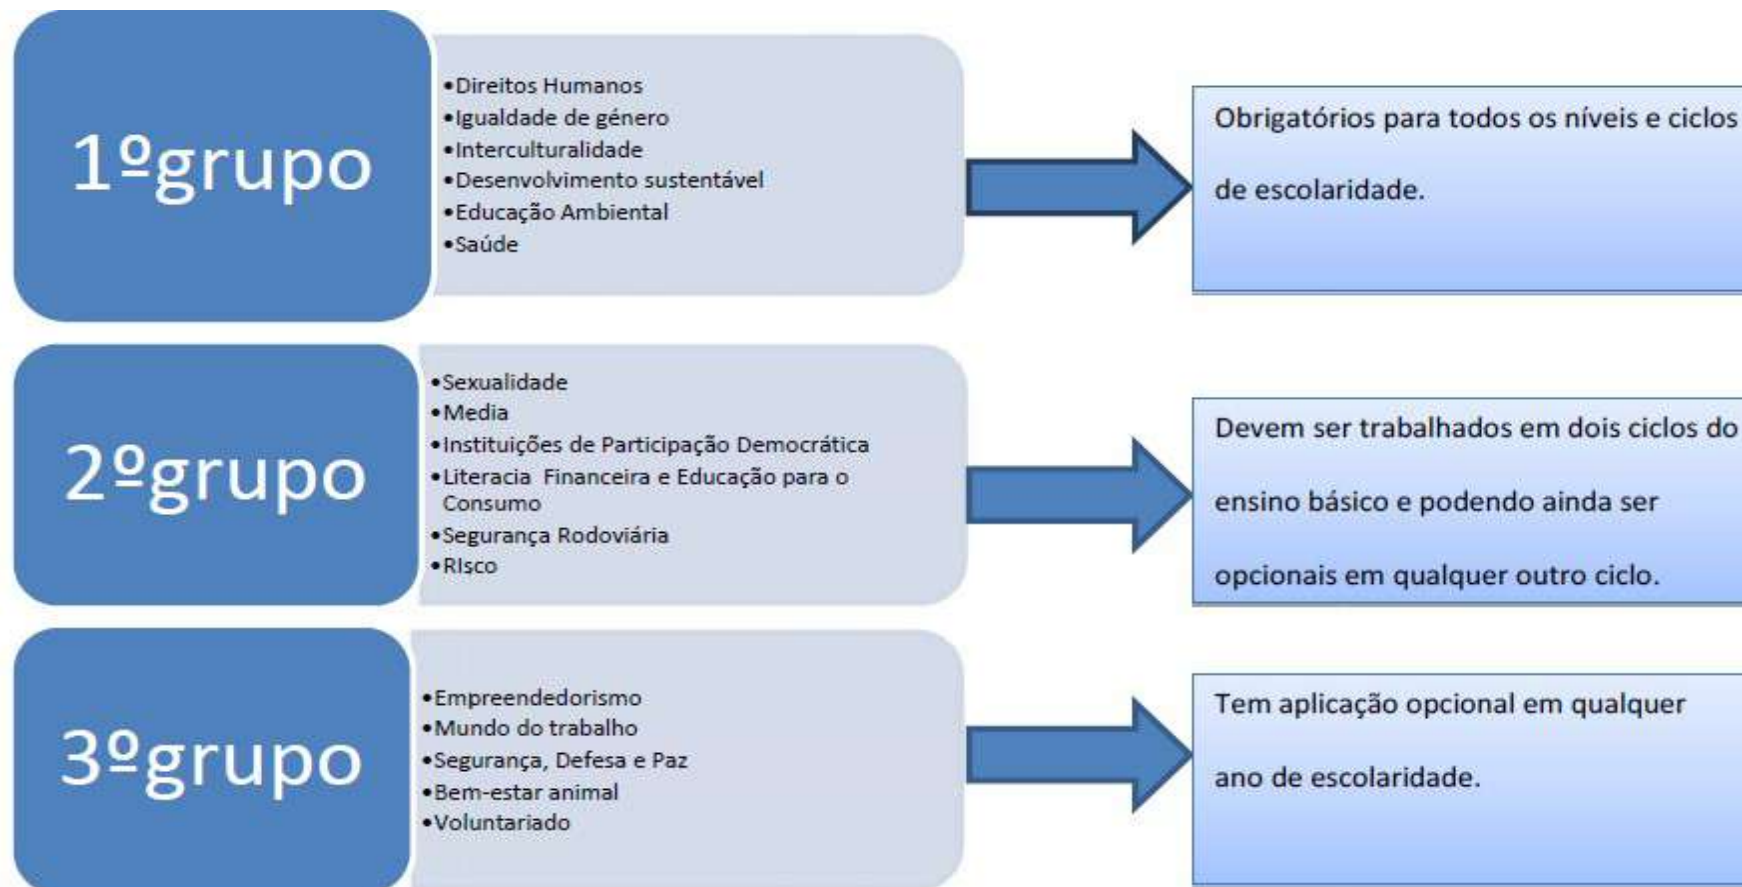 1ºgrupo
•Direitos Humanos
•Igualdade de género
•Interculturalidade
•Desenvolvimento sustentável
•Educação Ambiental
•Saúde
Obrigatórios para todos os níveis e ciclos
de escolaridade.
2ºgrupo
•Sexualidade
•Media
•Instituições de Participação Democrática
•Literacia Financeira e Educação para o
Consumo
•Segurança Rodoviária
•RIsco
Devem ser trabalhados em dois ciclos do
ensino básico e podendo ainda ser
opcionais em qualquer outro ciclo.
3ºgrupo
•Empreendedorismo
•Mundo do trabalho
•Segurança, Defesa e Paz
•Bem-estar animal
•Voluntariado
Tem aplicação opcional em qualquer
ano de escolaridade.